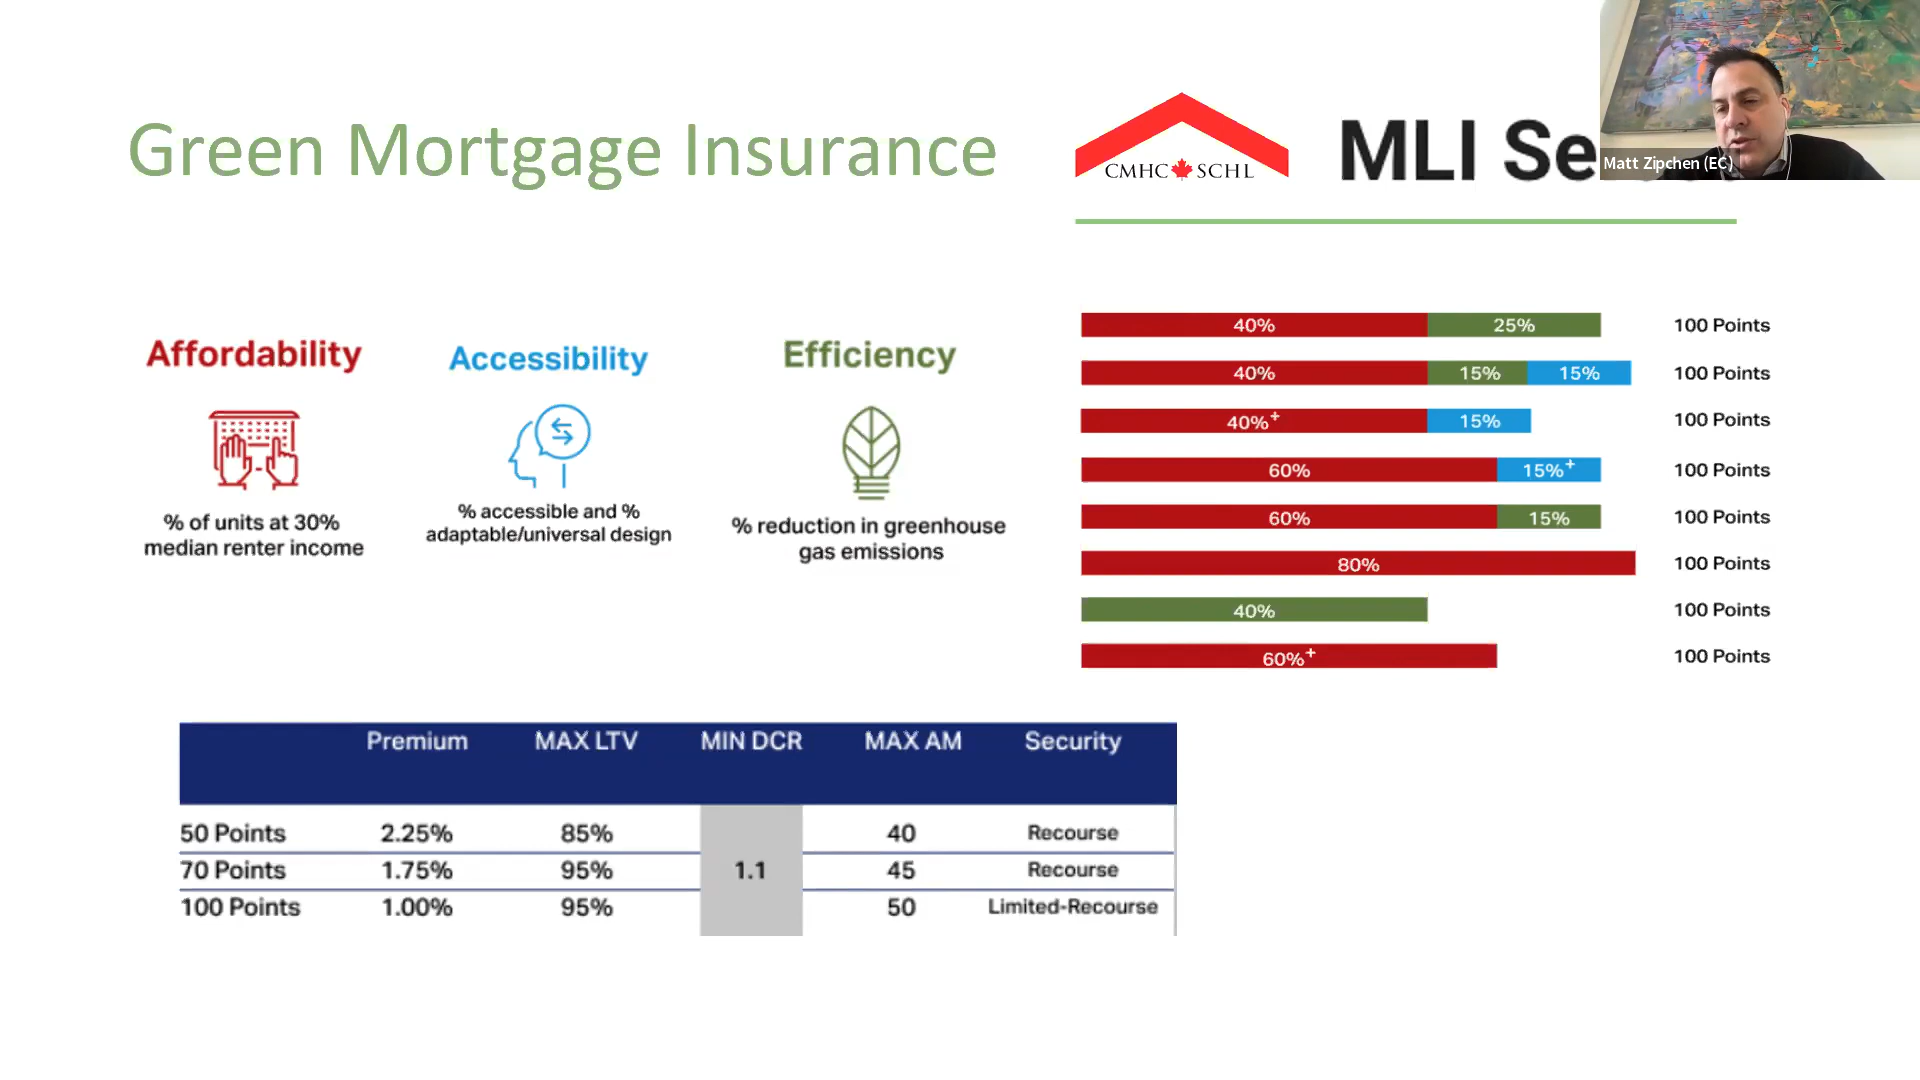 Green Mortgage Insurance
CMHC SCHL
MLI Se
Matt Zipchen (EC)
Affordability
% of units at 30%
median renter income
Accessibility
% accessible and %
adaptable/universal design
Efficiency
% reduction in greenhouse
gas emissions
40% 25% 100 Points
40% 15% 15% 100 Points
40%+ 15% 100 Points
60% 15%+ 100 Points
60% 15% 100 Points
80% 100 Points
40% 100 Points
60%+ 100 Points
Premium MAX LTV MIN DCR MAX AM Security
50 Points 2.25% 85% 40 Recourse
70 Points 1.75% 95% 1.1 45 Recourse
100 Points 1.00% 95% 50 Limited-Recourse